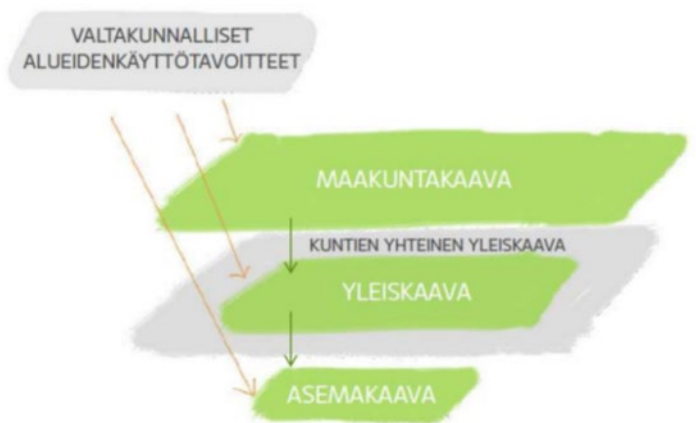 VALTAKUNNALLISET
ALUEIDENKÄYTTÖTAVOITTEET
MAAKUNTAKAAVA
KUNTIEN YHTEINEN YLEISKAAVA
YLEISKAAVA
ASEMAKAAVA